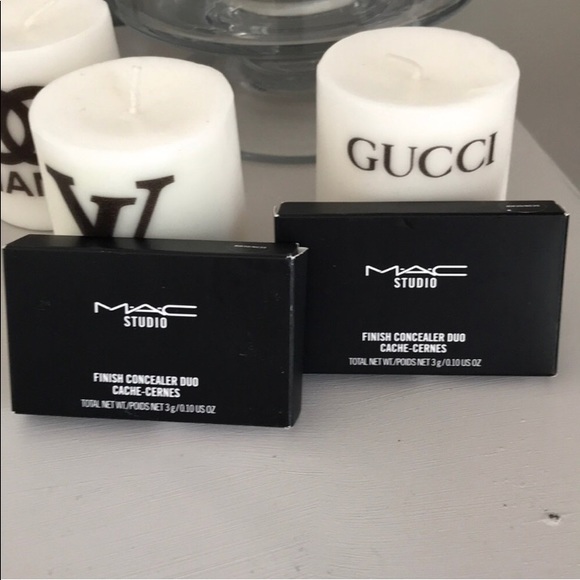 GUCCI
M·A·C
STUDIO
FINISH CONCEALER DUO
CACHE-CERNES
TOTAL NET WT./POIDS NET 3 g/0.10 US OZ
M·A·C
STUDIO
FINISH CONCEALER DUO
CACHE-CERNES
TOTAL NET WT./POIDS NET 3 g/0.10 US OZ